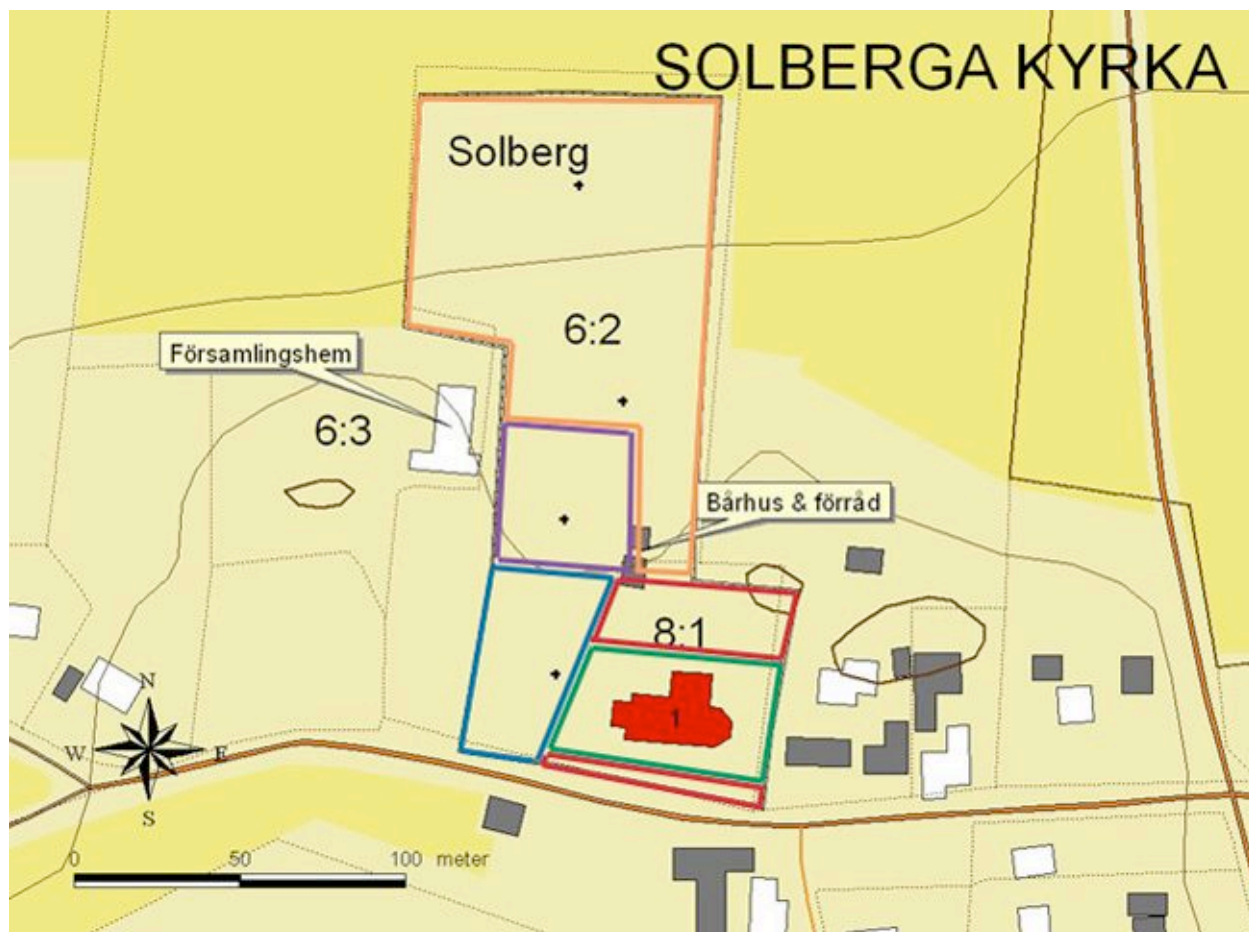 SOLBERGA KYRKA
Solberg
6:2
Församlingshem
6:3
Bårhus & förråd
8:1
1
N
W E
S
0 50 100 meter